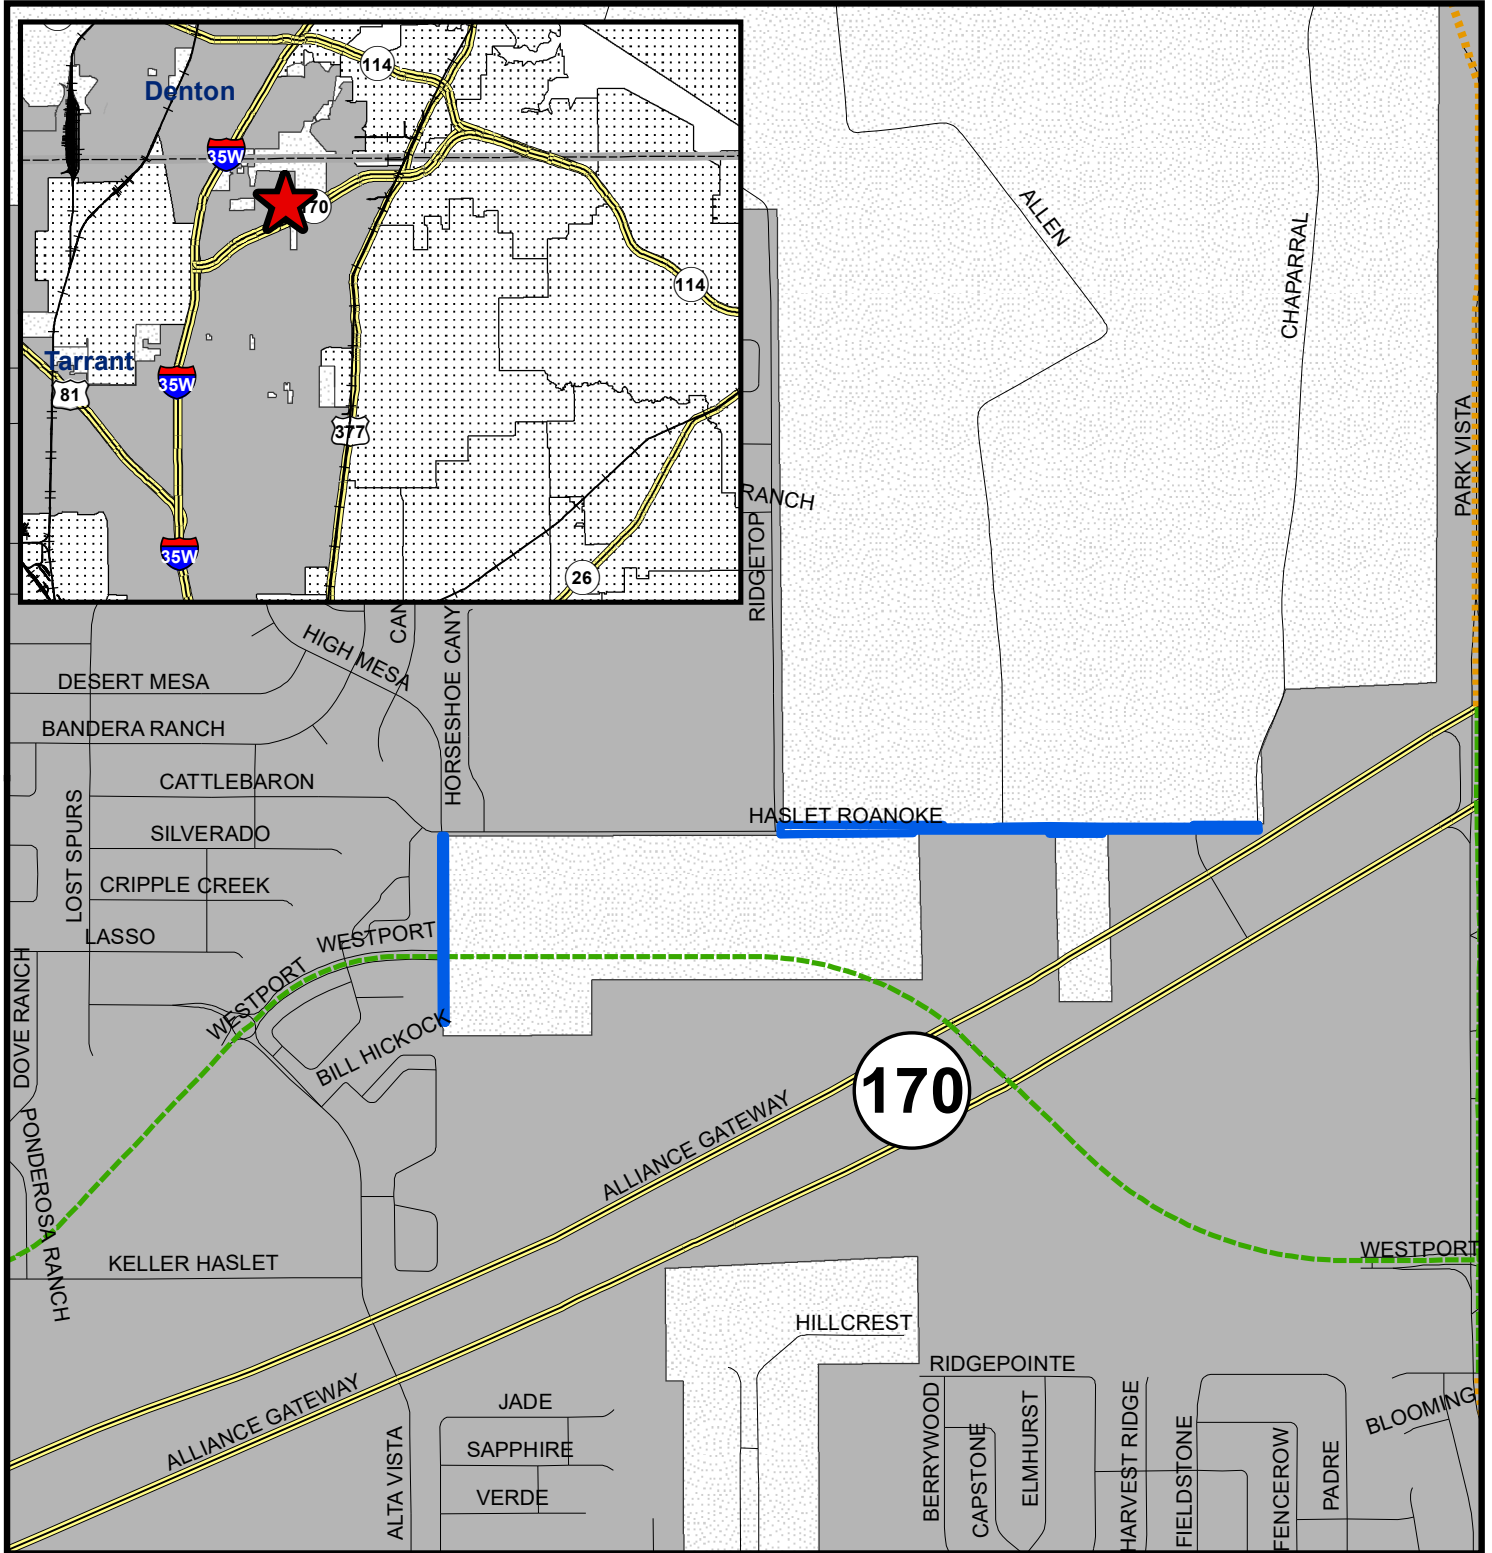 114
Denton
35W
70
114
Tarrant
35W
81
377
35W
26
ALLEN
CHAPARRAL
PARK VISTA
RANCH
RIDGETOP
CAN
HORSESHOE CANY
HIGH MESA
DESERT MESA
BANDERA RANCH
CATTLEBARON
LOST SPURS
SILVERADO
HASLET ROANOKE
CRIPPLE CREEK
LASSO
WESTPORT
WESTPORT
DOVE RANCH
BILL HICKOCK
170
ALLIANCE GATEWAY
PONDEROSA RANCH
KELLER HASLET
WESTPORT
HILLCREST
RIDGEPOINTE
ALLIANCE GATEWAY
JADE
SAPPHIRE
VERDE
ALTA VISTA
BERRYWOOD
CAPSTONE
ELMHURST
HARVEST RIDGE
FIELDSTONE
FENCEROW
PADRE
BLOOMING